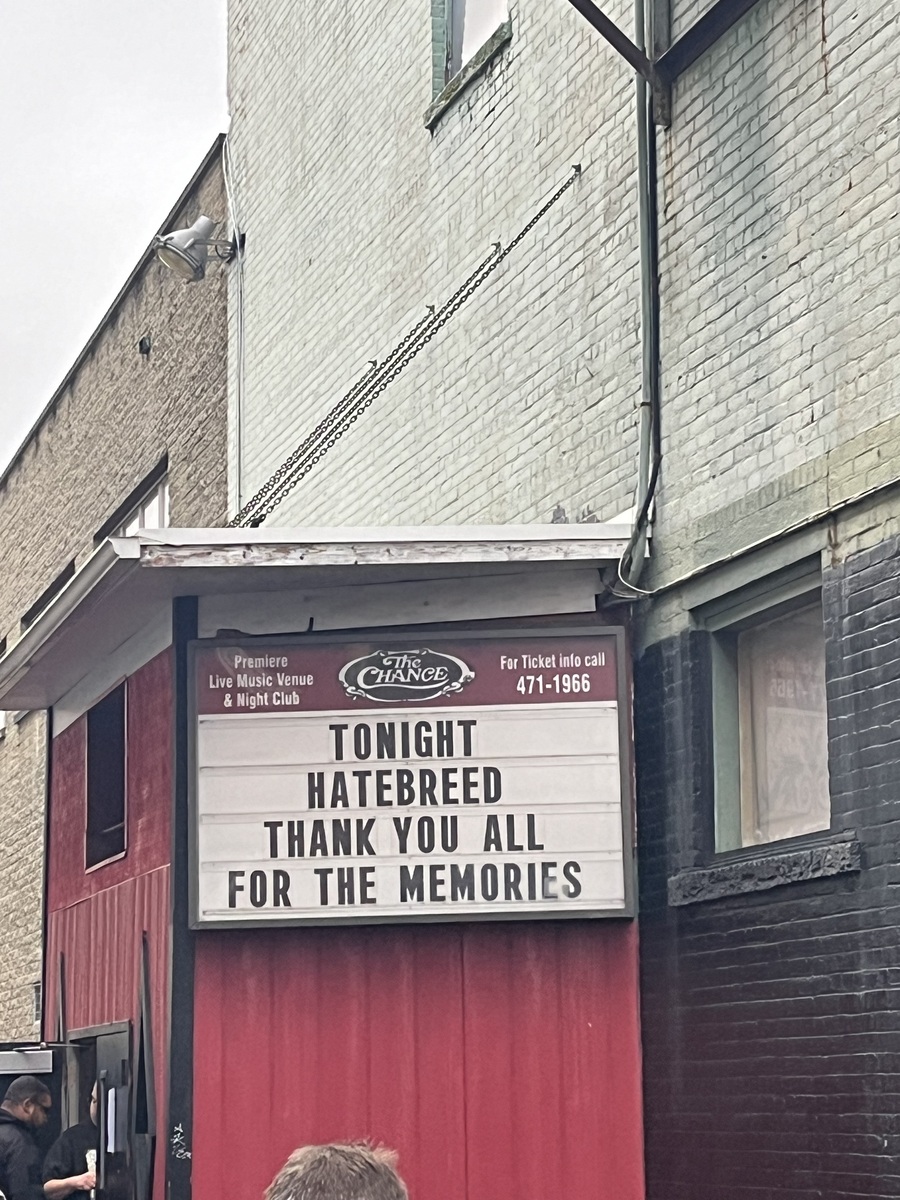 Premiere
Live Music Venue
& Night Club
The
CHANCE
For Ticket info call
471-1966
TONIGHT
HATEBREED
THANK YOU ALL
FOR THE MEMORIES